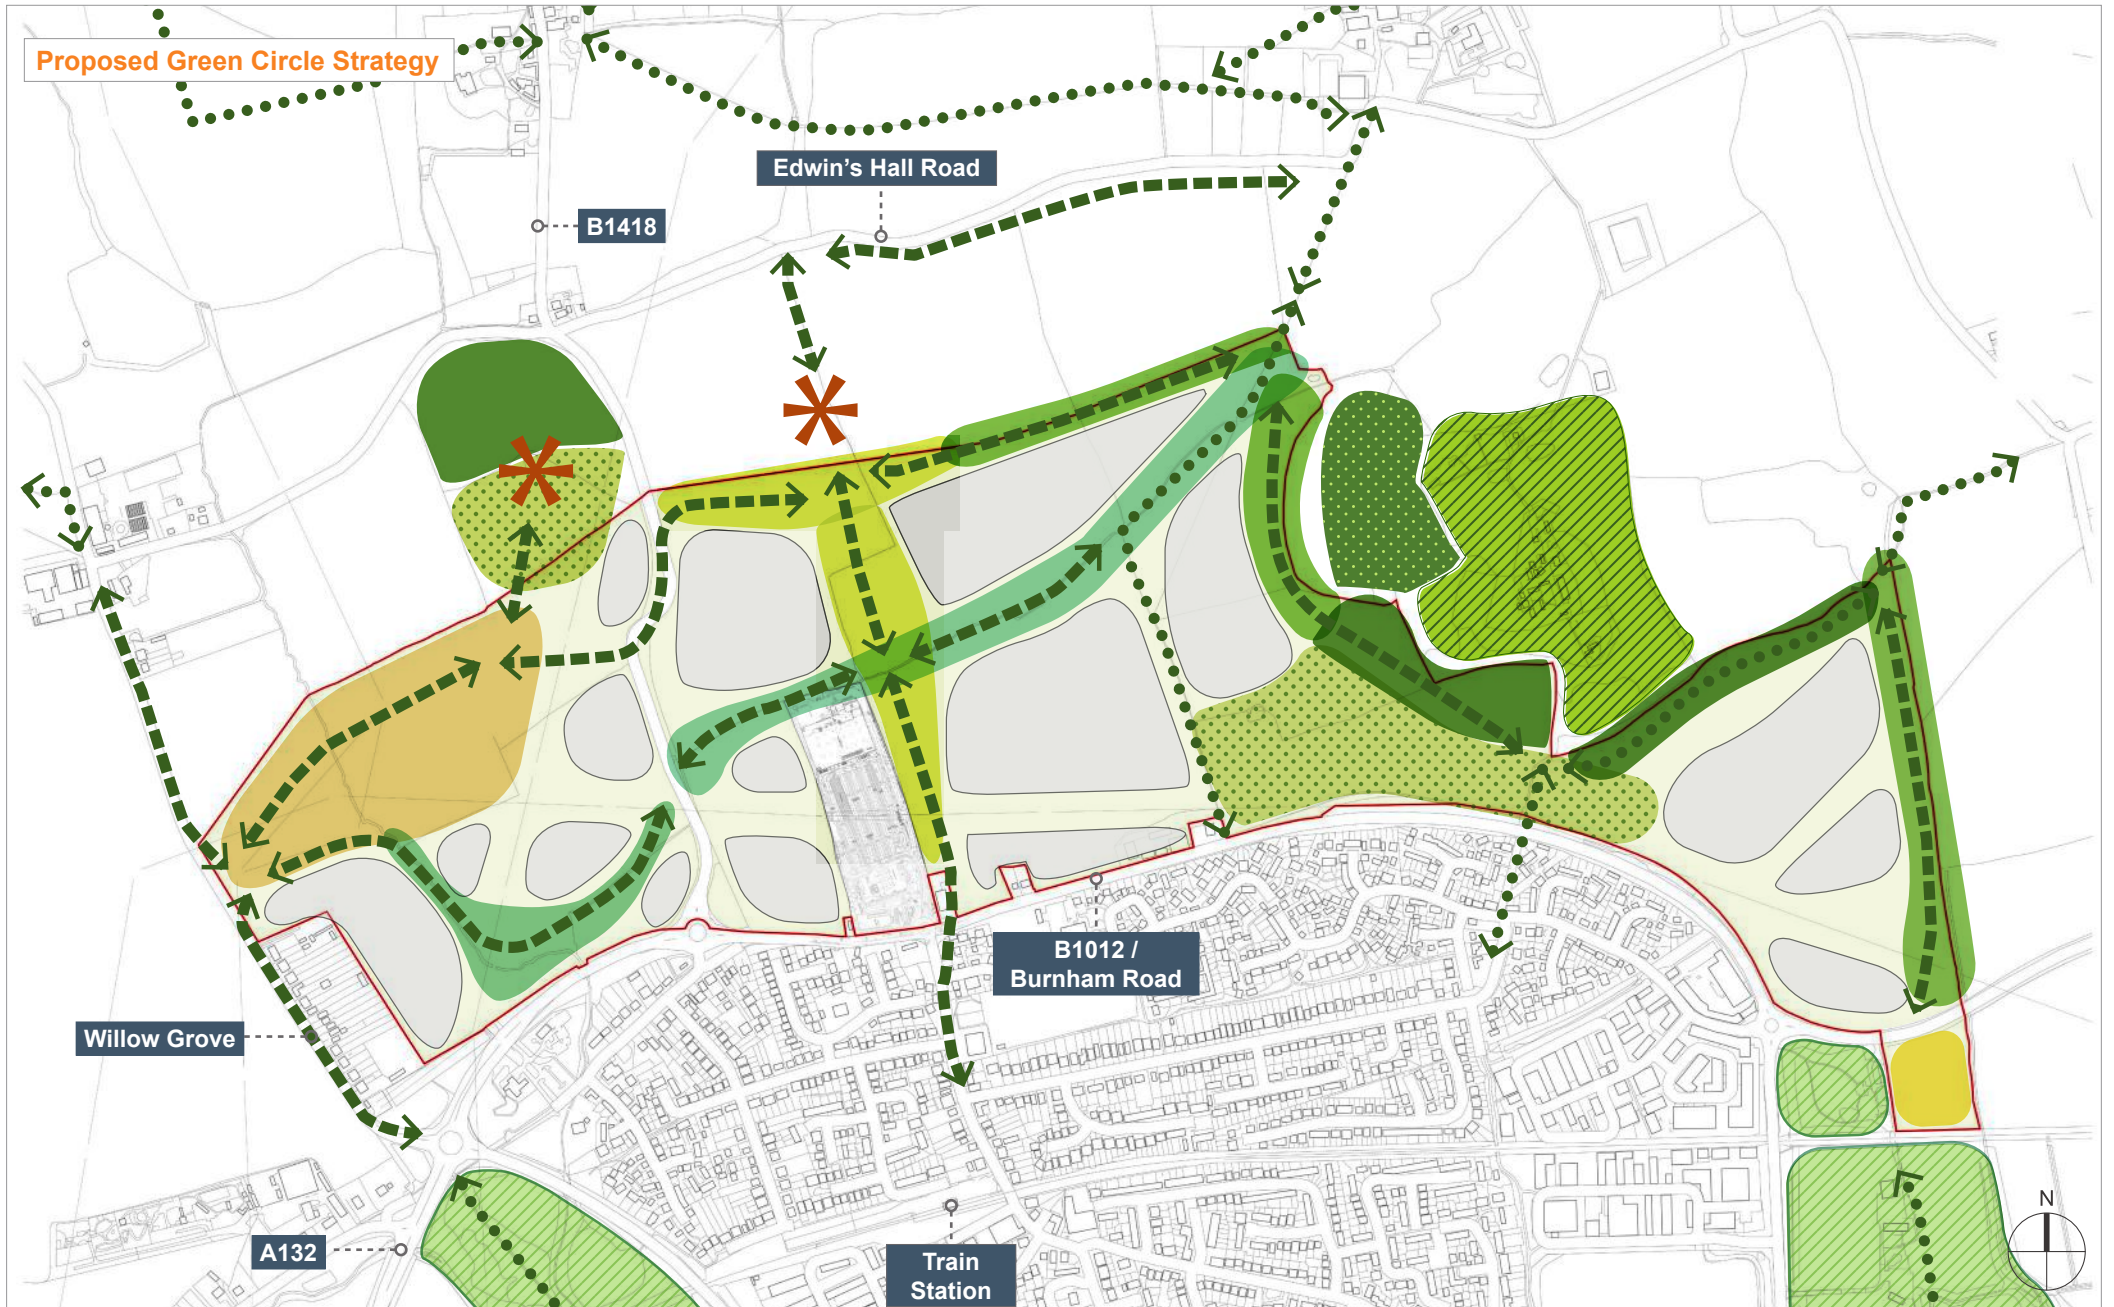 Proposed Green Circle Strategy
Edwin's Hall Road
B1418
B1012 /
Burnham Road
Willow Grove
A132
Train
Station
N